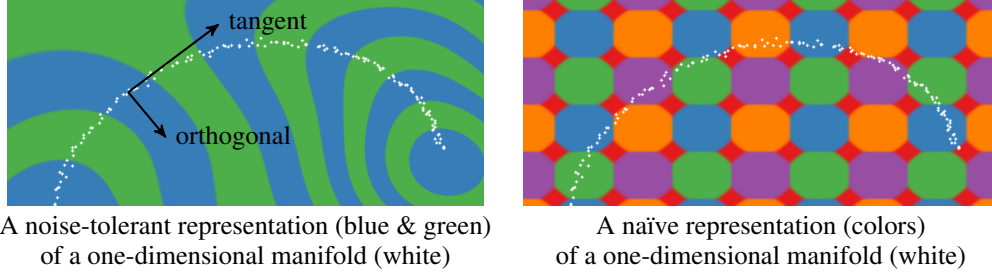 tangent
orthogonal
A noise-tolerant representation (blue & green)
of a one-dimensional manifold (white)
A naïve representation (colors)
of a one-dimensional manifold (white)